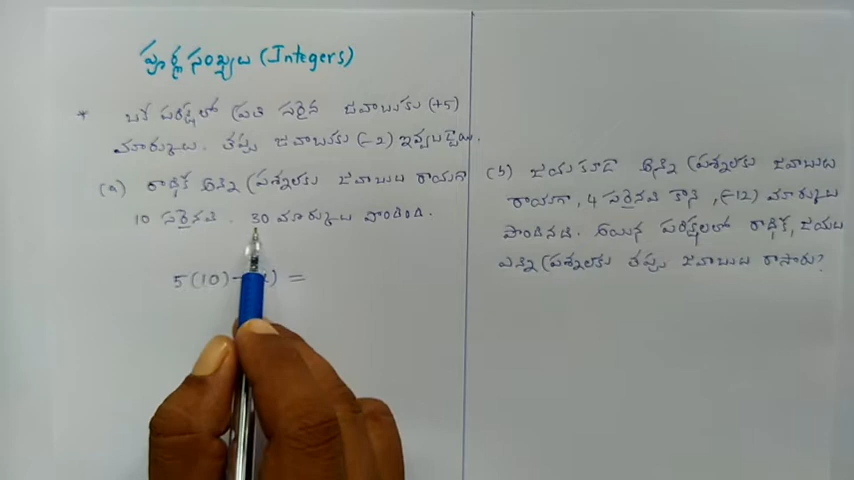 పూర్ణ సంఖ్యలు (Integers)
* ఒక పరీక్షలో ప్రతి సరైన జవాబుకు (+5)
మార్కులు. తప్పు జవాబుకు (-2) ఇవ్వబడ్డాయి.
(a) రాధిక అన్ని ప్రశ్నలకు జవాబులు రాయగా
10 సరైనవి. 30 మార్కులు పొందింది.
5(10) - =
(b) జయ కూడా అన్ని ప్రశ్నలకు జవాబులు
రాయగా, 4 సరైనవి కాని, (-12) మార్కులు
పొందినది. అయిన పరీక్షలలో రాధిక, జయలు
ఎన్ని ప్రశ్నలకు తప్పు జవాబులు రాసారు?